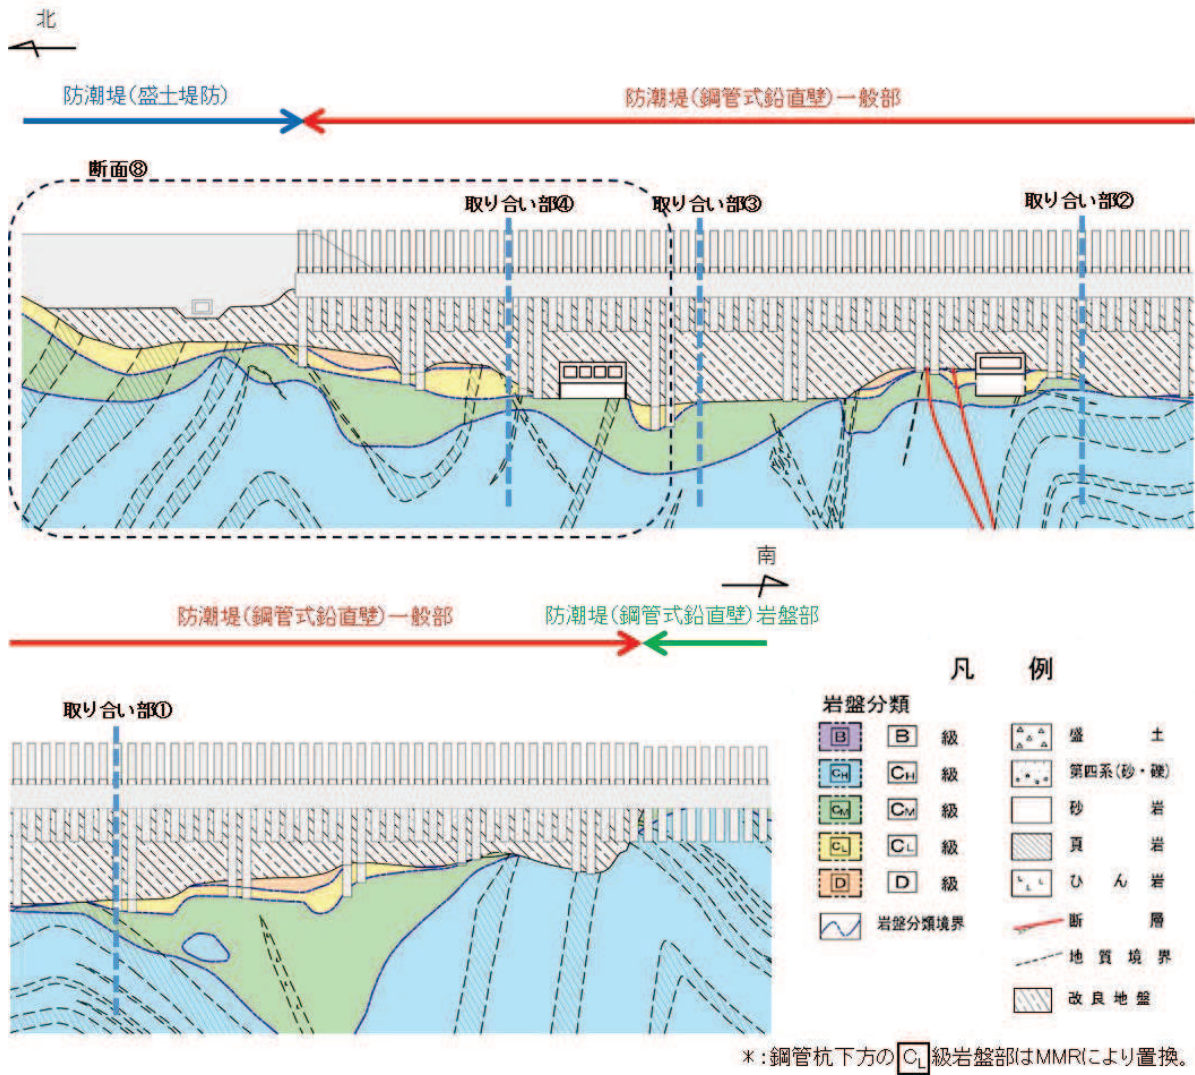 北
防潮堤(盛土堤防)
防潮堤(鋼管式鉛直壁)一般部
断面⑧
取り合い部④
取り合い部③
取り合い部②
南
防潮堤(鋼管式鉛直壁)一般部
防潮堤(鋼管式鉛直壁)岩盤部
取り合い部①
凡 例
岩盤分類
B B 級
CH CH 級
CM CM 級
CL CL 級
D D 級
岩盤分類境界
盛 土
第四系(砂・礫)
砂 岩
頁 岩
ひ ん 岩
断 層
地 質 境 界
改 良 地 盤
*:鋼管杭下方のCL級岩盤部はMMRにより置換。